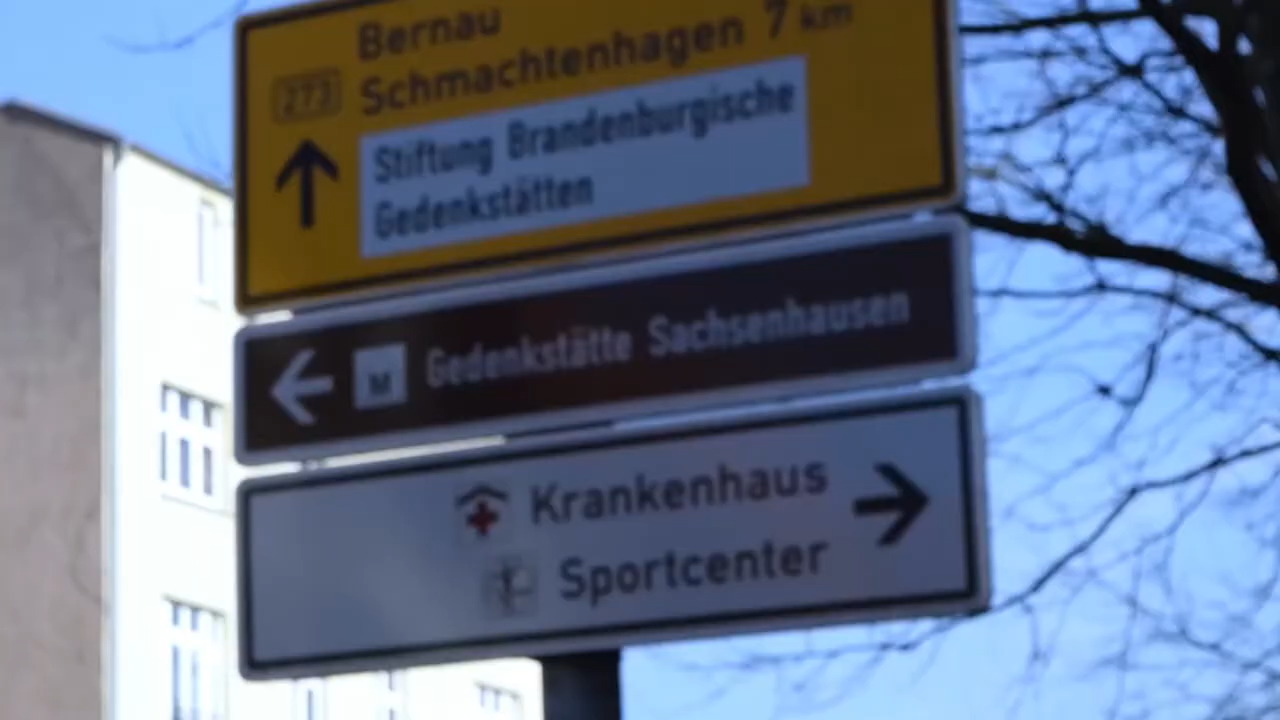 Bernau
273 Schmachtenhagen 7 km
Stiftung Brandenburgische
Gedenkstätten
M Gedenkstätte Sachsenhausen
Krankenhaus
Sportcenter